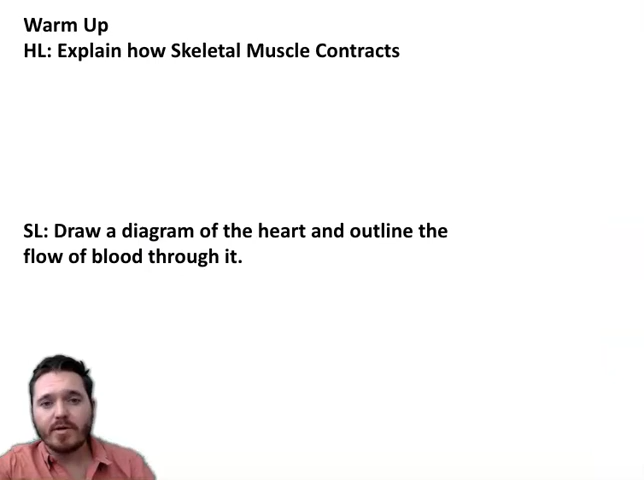 Warm Up
HL: Explain how Skeletal Muscle Contracts
SL: Draw a diagram of the heart and outline the
flow of blood through it.